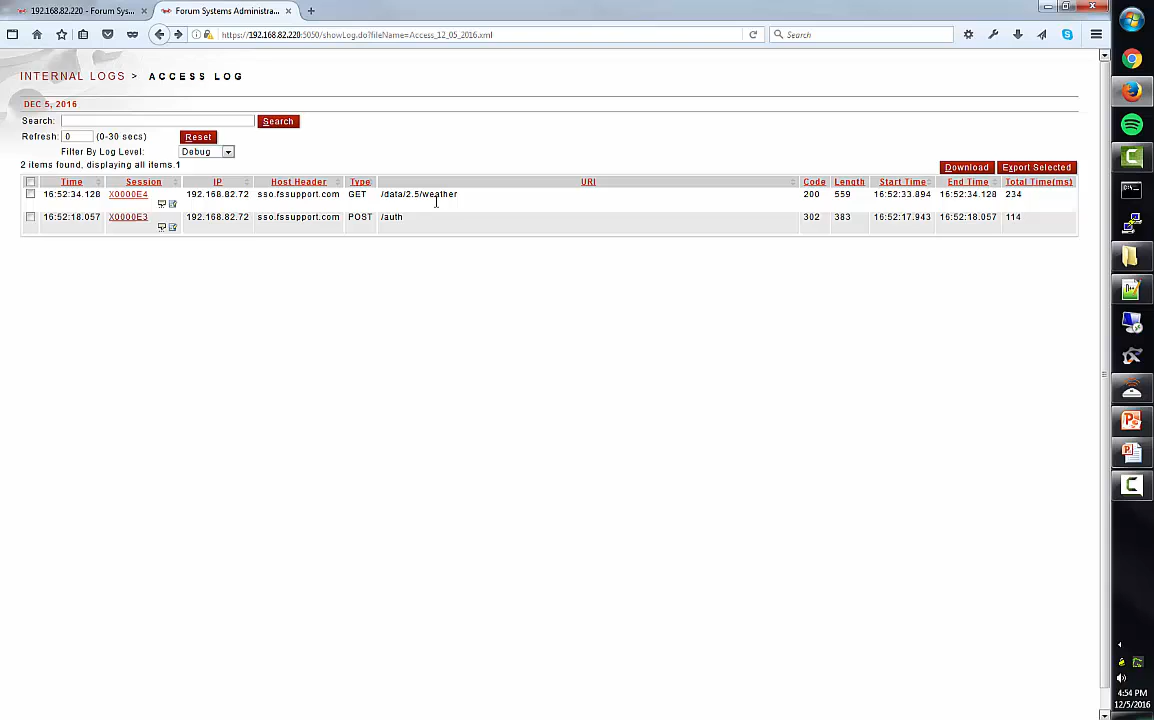 192.168.82.220 - Forum Sys...
Forum Systems Administra...
https://192.168.82.220:5050/showLog.do?fileName=Access_12_05_2016.xml
Search
INTERNAL LOGS > ACCESS LOG
DEC 5, 2016
Search: Search
Refresh: 0 (0-30 secs) Reset
Filter By Log Level: Debug
2 items found, displaying all items.1
Download Export Selected
Time Session IP Host Header Type URI Code Length Start Time End Time Total Time(ms)
16:52:34.128 X0000E4 192.168.82.72 sso.fssupport.com GET /data/2.5/weather 200 559 16:52:33.894 16:52:34.128 234
16:52:18.057 X0000E3 192.168.82.72 sso.fssupport.com POST /auth 302 383 16:52:17.943 16:52:18.057 114
4:54 PM
12/5/2016